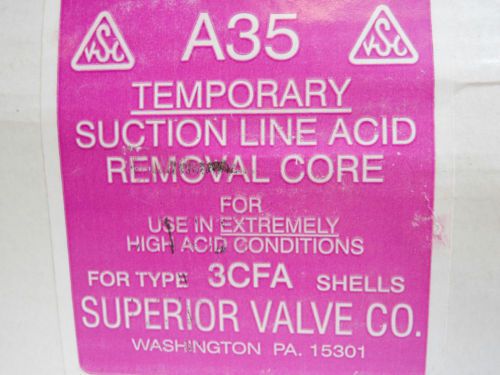 VSC A35 VSC
TEMPORARY
SUCTION LINE ACID
REMOVAL CORE
FOR
USE IN EXTREMELY
HIGH ACID CONDITIONS
FOR TYPE 3CFA SHELLS
SUPERIOR VALVE CO.
WASHINGTON PA. 15301